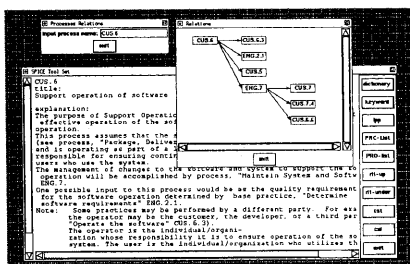 Processes Relations
input process name: CUS.6
exit
Relations
CUS.6
CUS.6.3
ENG.2.1
CUS.5
ENG.7
CUS.7
CUS.7.4
CUS.6.6
exit
SPICE Tool Set
CUS.6
title:
Support operation of software
explanation:
The purpose of Support Operatio
effective operation of the sof
operation.
This process assumes that the s
(see process, "Package, Deliver
and is operating as part of a l
responsible for ensuring contin
users who use the system.
The management of changes to the software and system to support the so
operation will be accomplished by process, "Maintain System and Softw
ENG.7.
One possible input to this process would be the quality requirement
for the software operation determined by base practice, "Determine
software requirements" ENG.2.1.
Note: Some practices may be performed by a different party. For exa
the operator may be the customer, the developer, or a third par
"Operate the software" CUS.6.3)
The operator is the individual/organi-
zation whose responsibility it is to ensure operation of the so
system. The user is the individual/organization who utilizes th
dictionary
keyword
bpp
PRC-list
PRO-list
rl-up
rl-under
cst
cal
exit